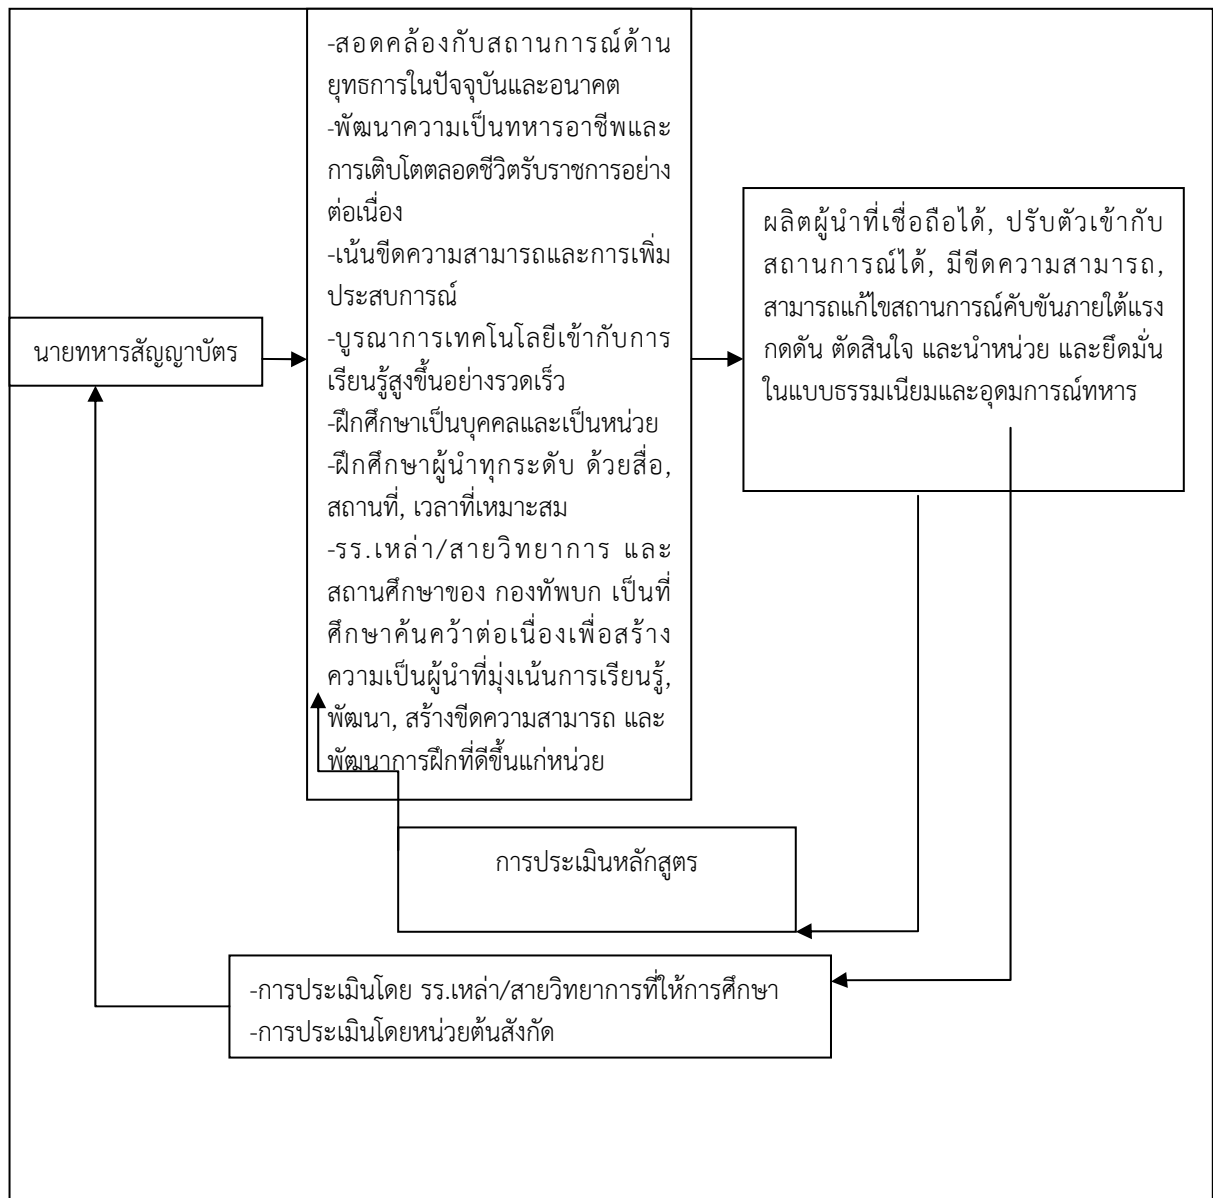 นายทหารสัญญาบัตร
-สอดคล้องกับสถานการณ์ด้าน
ยุทธการในปัจจุบันและอนาคต
-พัฒนาความเป็นทหารอาชีพและ
การเติบโตตลอดชีวิตรับราชการอย่าง
ต่อเนื่อง
-เน้นขีดความสามารถและการเพิ่ม
ประสบการณ์
-บูรณาการเทคโนโลยีเข้ากับการ
เรียนรู้สูงขึ้นอย่างรวดเร็ว
-ฝึกศึกษาเป็นบุคคลและเป็นหน่วย
-ฝึกศึกษาผู้นำทุกระดับ ด้วยสื่อ,
สถานที่, เวลาที่เหมาะสม
-รร.เหล่า/สายวิทยาการ และ
สถานศึกษาของ กองทัพบก เป็นที่
ศึกษาค้นคว้าต่อเนื่องเพื่อสร้าง
ความเป็นผู้นำที่มุ่งเน้นการเรียนรู้,
พัฒนา, สร้างขีดความสามารถ และ
พัฒนาการฝึกที่ดีขึ้นแก่หน่วย
ผลิตผู้นำที่เชื่อถือได้, ปรับตัวเข้ากับ
สถานการณ์ได้, มีขีดความสามารถ,
สามารถแก้ไขสถานการณ์คับขันภายใต้แรง
กดดัน ตัดสินใจ และนำหน่วย และยึดมั่น
ในแบบธรรมเนียมและอุดมการณ์ทหาร
การประเมินหลักสูตร
-การประเมินโดย รร.เหล่า/สายวิทยาการที่ให้การศึกษา
-การประเมินโดยหน่วยต้นสังกัด